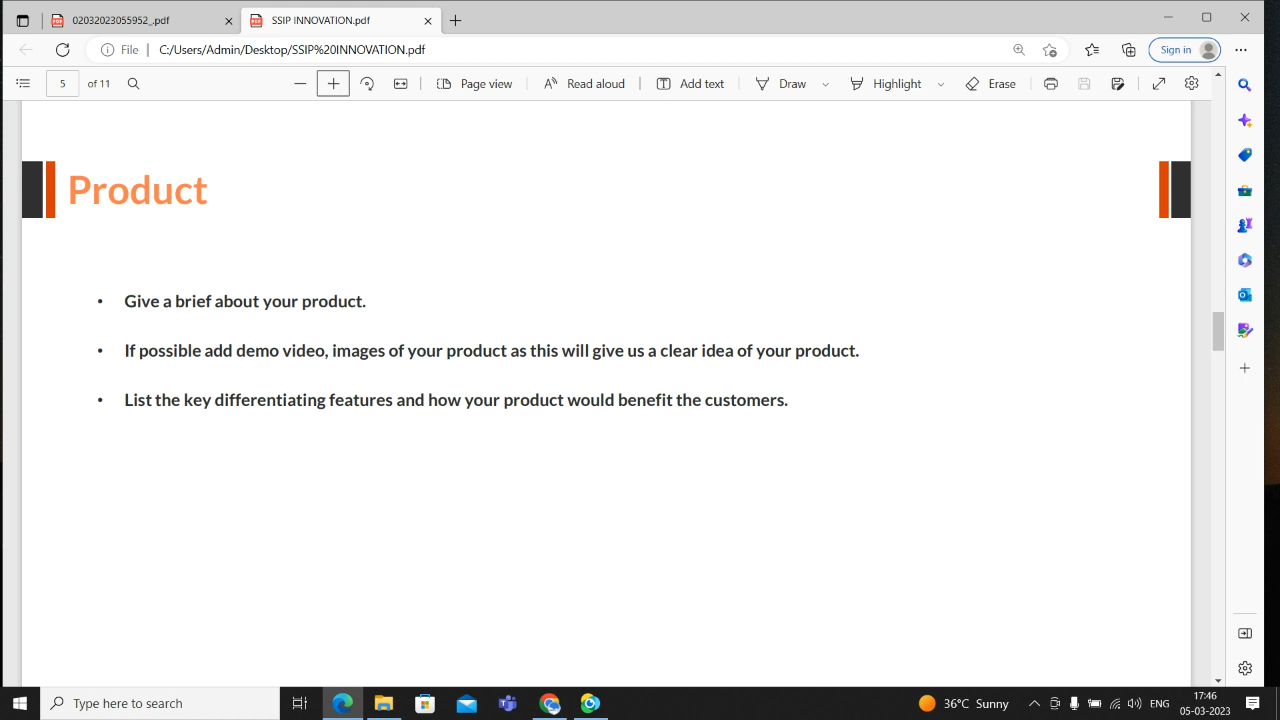 02032023055952_.pdf
SSIP INNOVATION.pdf
File
C:/Users/Admin/Desktop/SSIP%20INNOVATION.pdf
Sign in
5 of 11
Page view
Read aloud
Add text
Draw
Highlight
Erase
Product
• Give a brief about your product.
• If possible add demo video, images of your product as this will give us a clear idea of your product.
• List the key differentiating features and how your product would benefit the customers.
Type here to search
36°C Sunny
ENG
17:46
05-03-2023